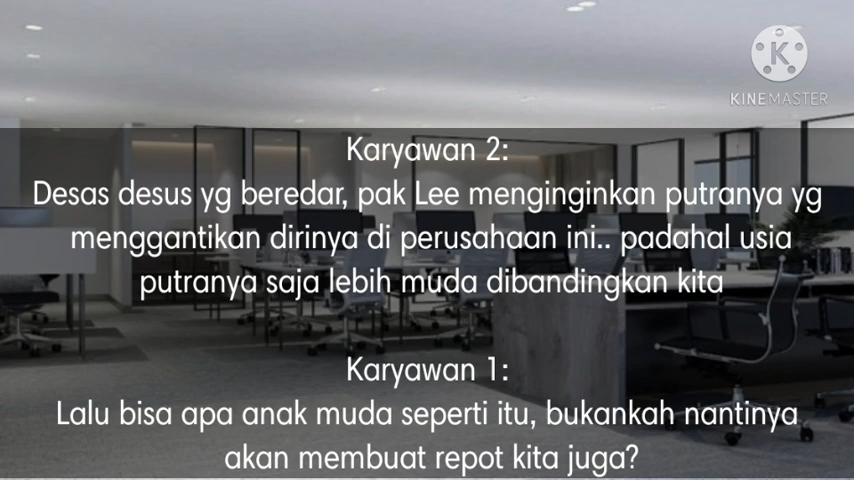 KINEMASTER
Karyawan 2:
Desas desus yg beredar, pak Lee menginginkan putranya yg
menggantikan dirinya di perusahaan ini.. padahal usia
putranya saja lebih muda dibandingkan kita
Karyawan 1:
Lalu bisa apa anak muda seperti itu, bukankah nantinya
akan membuat repot kita juga?